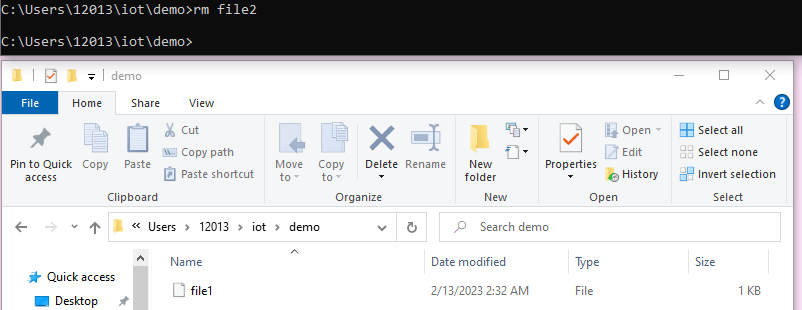 C:\Users\12013\iot\demo>rm file2
C:\Users\12013\iot\demo>
demo
File Home Share View
Pin to Quick access
Copy
Paste
Cut
Copy path
Paste shortcut
Clipboard
Move to
Copy to
Delete
Rename
Organize
New folder
New
Properties
Open
Edit
History
Open
Select all
Select none
Invert selection
Select
« Users > 12013 > iot > demo
Search demo
Quick access
Desktop
Name Date modified Type Size
file1 2/13/2023 2:32 AM File 1 KB